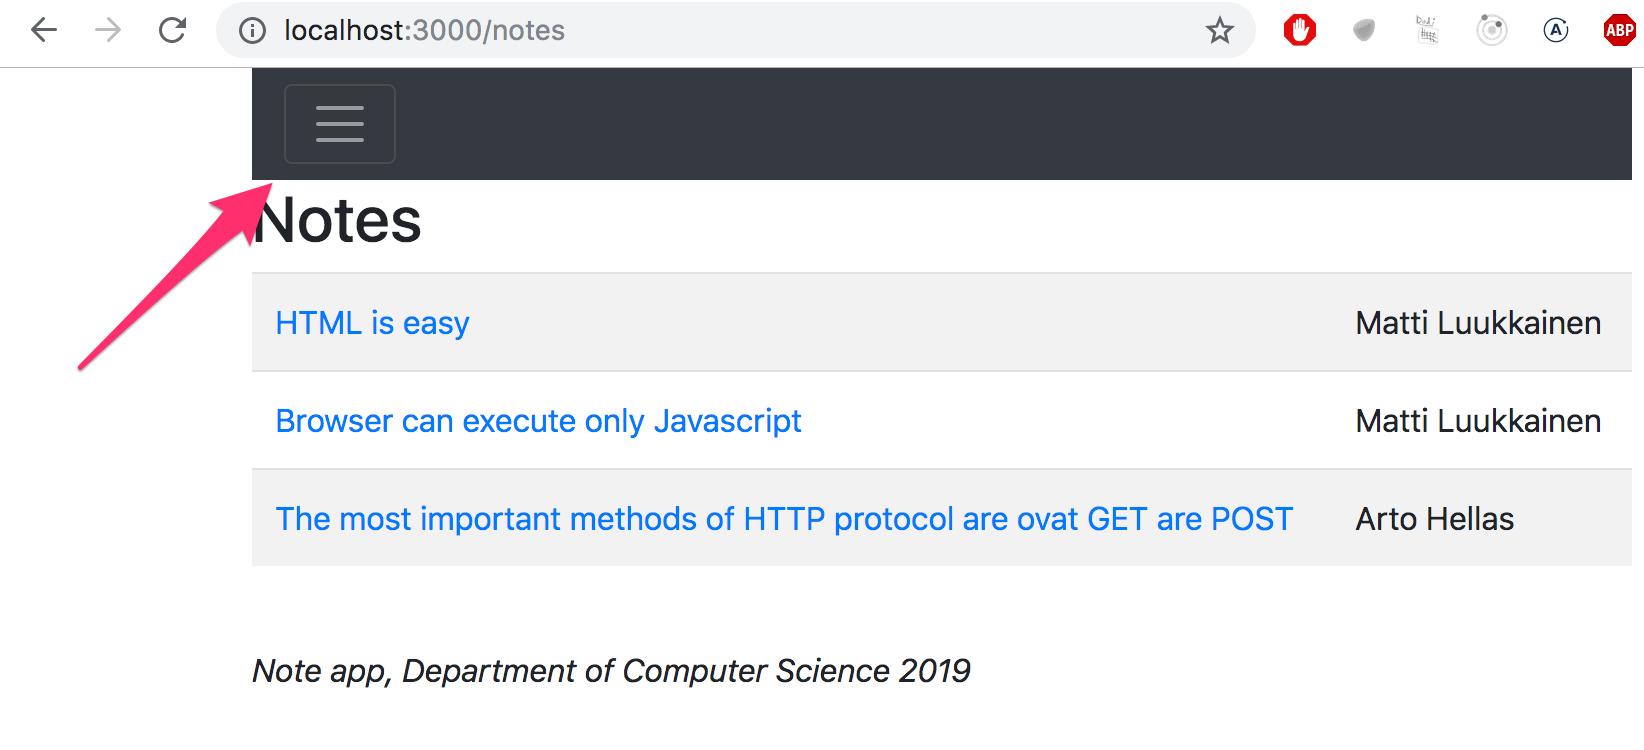 localhost:3000/notes
A
ABP
Notes
HTML is easy Matti Luukkainen
Browser can execute only Javascript Matti Luukkainen
The most important methods of HTTP protocol are ovat GET are POST Arto Hellas
Note app, Department of Computer Science 2019